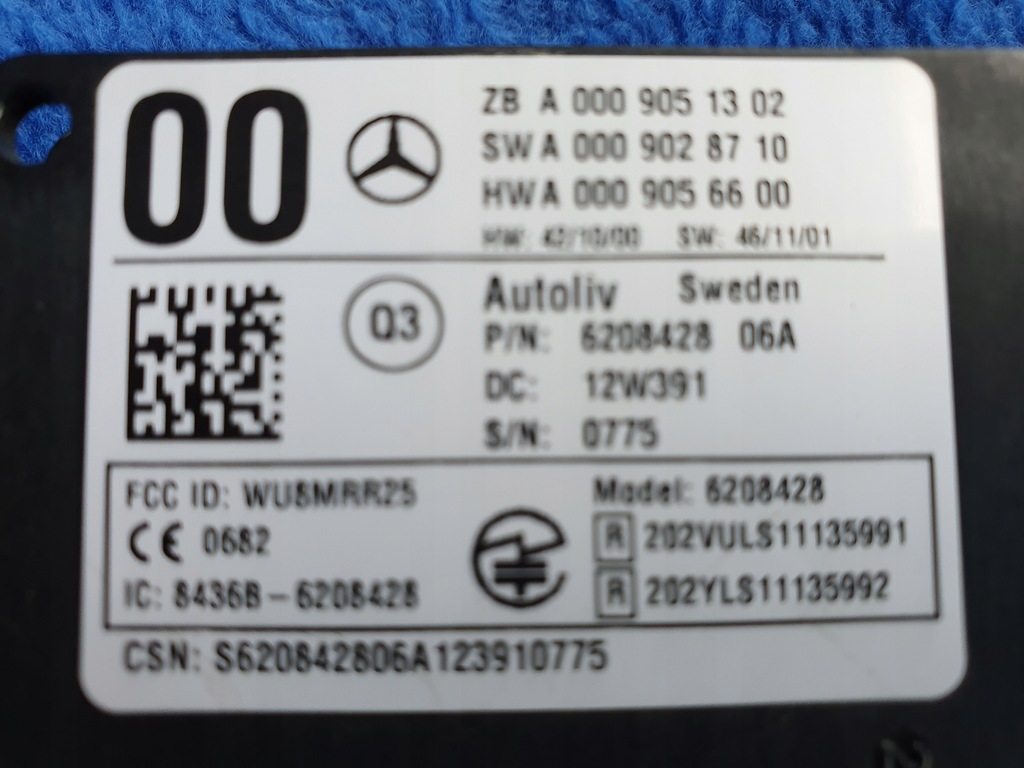 00
ZB A 000 905 13 02
SW A 000 902 87 10
HW A 000 905 66 00
HW: 42/10/00 SW: 46/11/01
Q3
Autoliv Sweden
P/N: 6208428 06A
DC: 12W391
S/N: 0775
FCC ID: WU8MRR25
CE 0682
IC: 8436B-6208428
Model: 6208428
R 202VULS11135991
R 202YLS11135992
CSN: S620842806A123910775
2